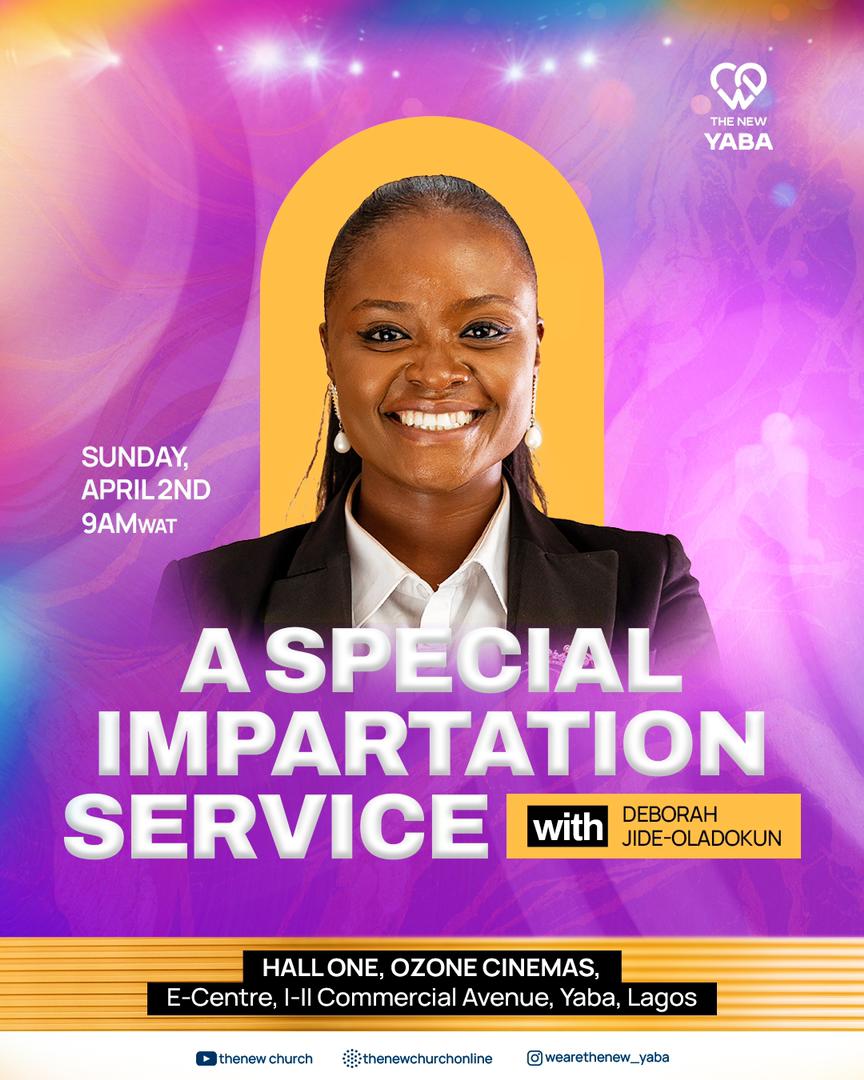 THE NEW
YABA
SUNDAY,
APRIL 2ND
9AM WAT
A SPECIAL
IMPARTATION
SERVICE with DEBORAH
JIDE-OLADOKUN
HALL ONE, OZONE CINEMAS,
E-Centre, I-II Commercial Avenue, Yaba, Lagos
thenew church thenewchurchonline wearethenew_yaba